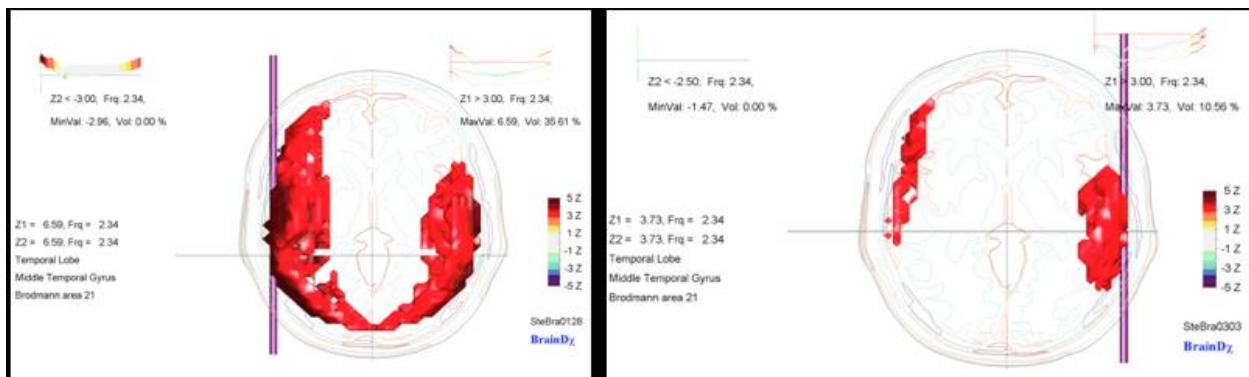 Z2 < -3.00, Frq: 2.34,
MinVal: -2.96, Vol: 0.00 %
Z1 > 3.00, Frq: 2.34,
MaxVal: 6.59, Vol: 35.61 %
Z1 = 6.59, Frq = 2.34
Z2 = 6.59, Frq = 2.34
Temporal Lobe
Middle Temporal Gyrus
Brodmann area 21
5 Z
3 Z
1 Z
-1 Z
-3 Z
-5 Z
SteBra0128
BrainDχ
Z2 < -2.50, Frq: 2.34,
MinVal: -1.47, Vol: 0.00 %
Z1 > 3.00, Frq: 2.34,
MaxVal: 3.73, Vol: 10.56 %
Z1 = 3.73, Frq = 2.34
Z2 = 3.73, Frq = 2.34
Temporal Lobe
Middle Temporal Gyrus
Brodmann area 21
5 Z
3 Z
1 Z
-1 Z
-3 Z
-5 Z
SteBra0303
BrainDχ